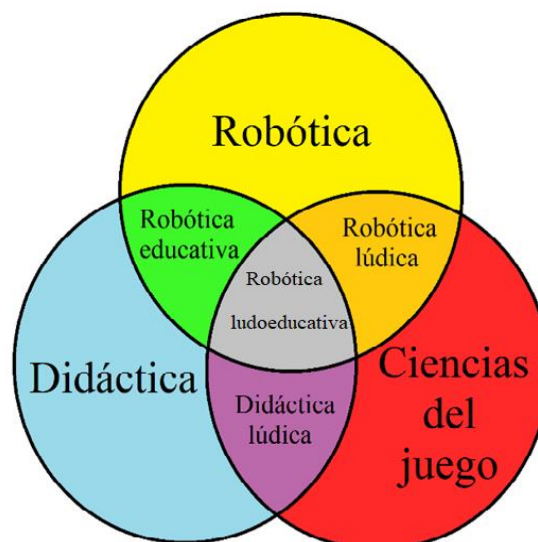 Robótica
Robótica
educativa
Robótica
lúdica
Robótica
ludoeducativa
Didáctica
Ciencias
del
juego
Didáctica
lúdica